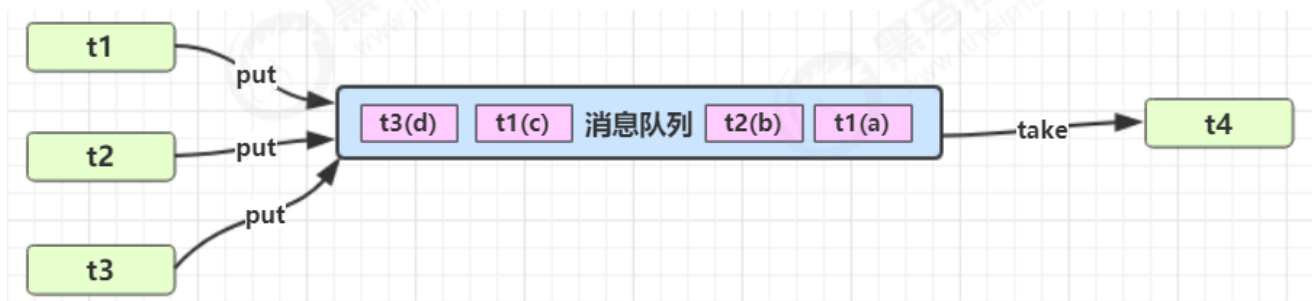 t1
put
t2
put
t3
put
t3(d) t1(c) 消息队列 t2(b) t1(a)
take
t4